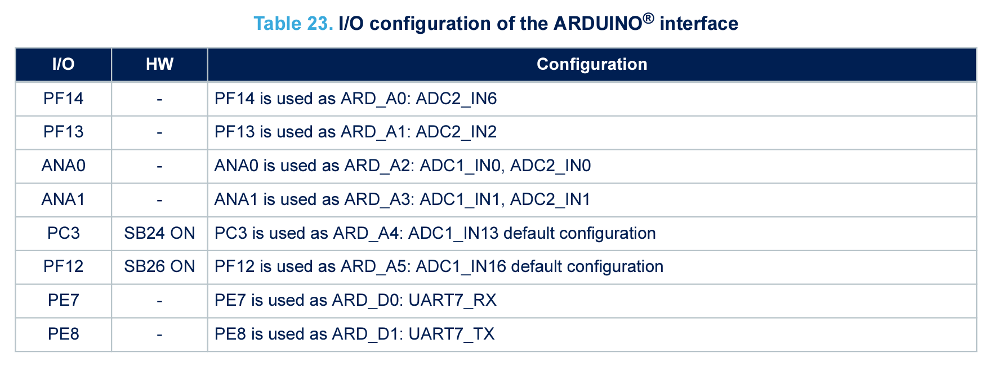 Table 23. I/O configuration of the ARDUINO® interface
I/O HW Configuration
PF14 - PF14 is used as ARD_A0: ADC2_IN6
PF13 - PF13 is used as ARD_A1: ADC2_IN2
ANA0 - ANA0 is used as ARD_A2: ADC1_IN0, ADC2_IN0
ANA1 - ANA1 is used as ARD_A3: ADC1_IN1, ADC2_IN1
PC3 SB24 ON PC3 is used as ARD_A4: ADC1_IN13 default configuration
PF12 SB26 ON PF12 is used as ARD_A5: ADC1_IN16 default configuration
PE7 - PE7 is used as ARD_D0: UART7_RX
PE8 - PE8 is used as ARD_D1: UART7_TX